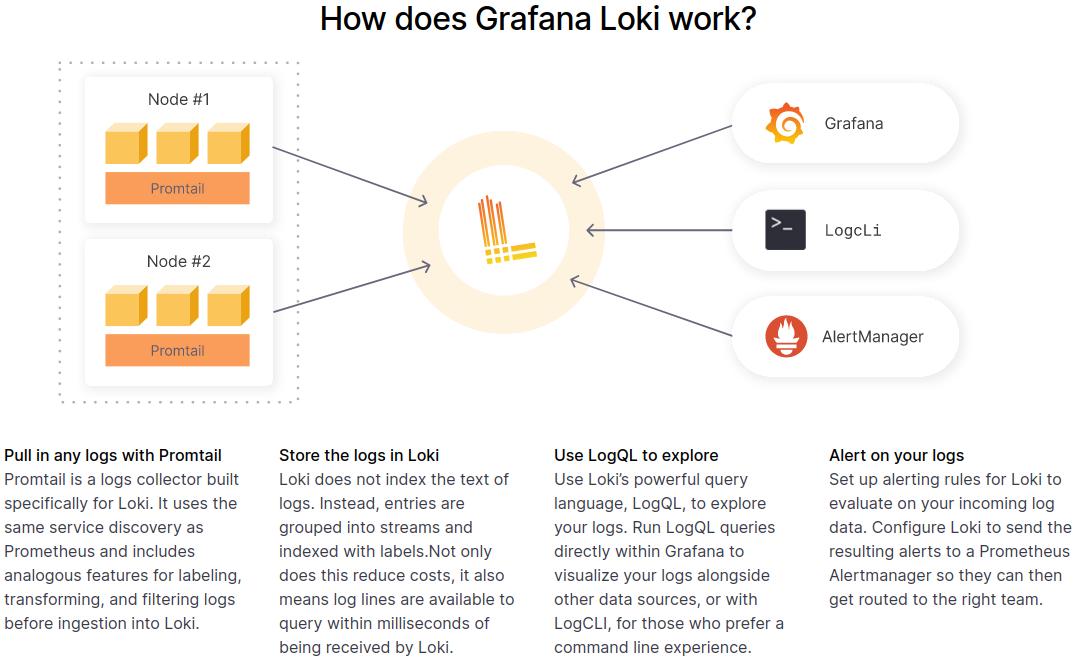 How does Grafana Loki work?
Node #1
Promtail
Node #2
Promtail
Grafana
>_ LogcLi
AlertManager
Pull in any logs with Promtail
Promtail is a logs collector built
specifically for Loki. It uses the
same service discovery as
Prometheus and includes
analogous features for labeling,
transforming, and filtering logs
before ingestion into Loki.
Store the logs in Loki
Loki does not index the text of
logs. Instead, entries are
grouped into streams and
indexed with labels.Not only
does this reduce costs, it also
means log lines are available to
query within milliseconds of
being received by Loki.
Use LogQL to explore
Use Loki’s powerful query
language, LogQL, to explore
your logs. Run LogQL queries
directly within Grafana to
visualize your logs alongside
other data sources, or with
LogCLI, for those who prefer a
command line experience.
Alert on your logs
Set up alerting rules for Loki to
evaluate on your incoming log
data. Configure Loki to send the
resulting alerts to a Prometheus
Alertmanager so they can then
get routed to the right team.